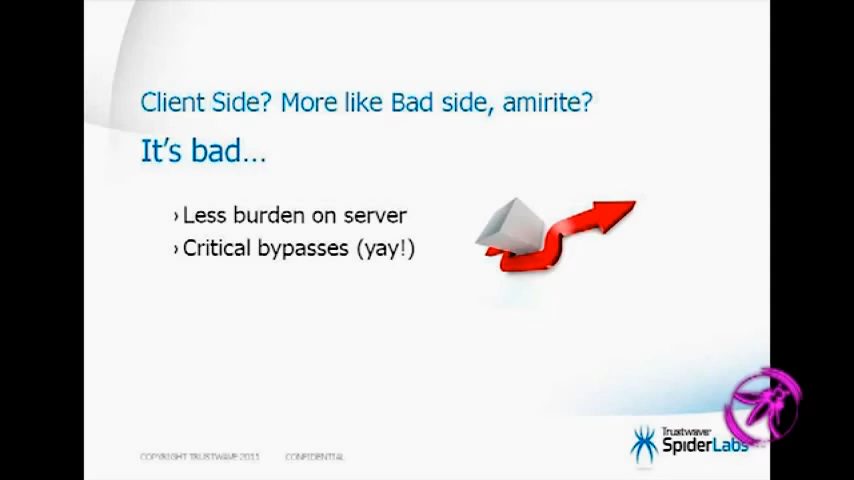 Client Side? More like Bad side, amirite?
It's bad...
›Less burden on server
›Critical bypasses (yay!)
Trustwave®
SpiderLabs
COPYRIGHT TRUSTWAVE 2011 CONFIDENTIAL